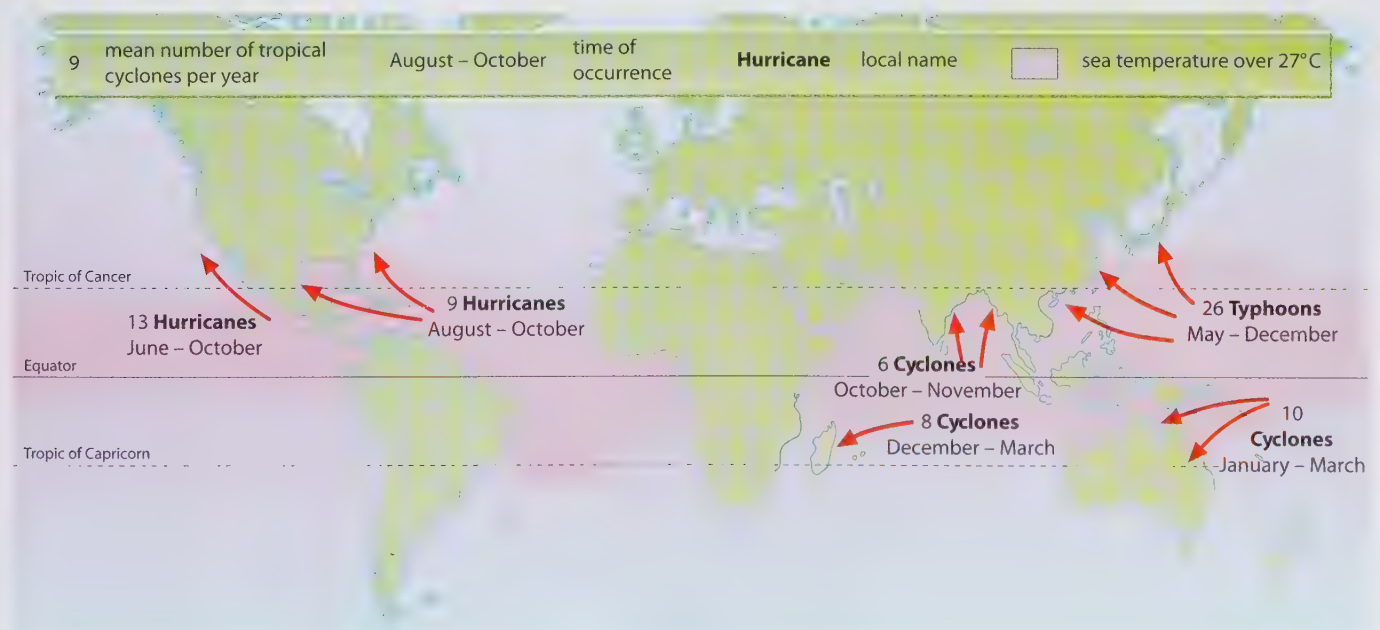 9 mean number of tropical
cyclones per year
August – October
time of
occurrence
Hurricane local name
sea temperature over 27°C
Tropic of Cancer
13 Hurricanes
June – October
9 Hurricanes
August – October
26 Typhoons
May – December
Equator
6 Cyclones
October – November
8 Cyclones
December – March
10
Cyclones
January – March
Tropic of Capricorn